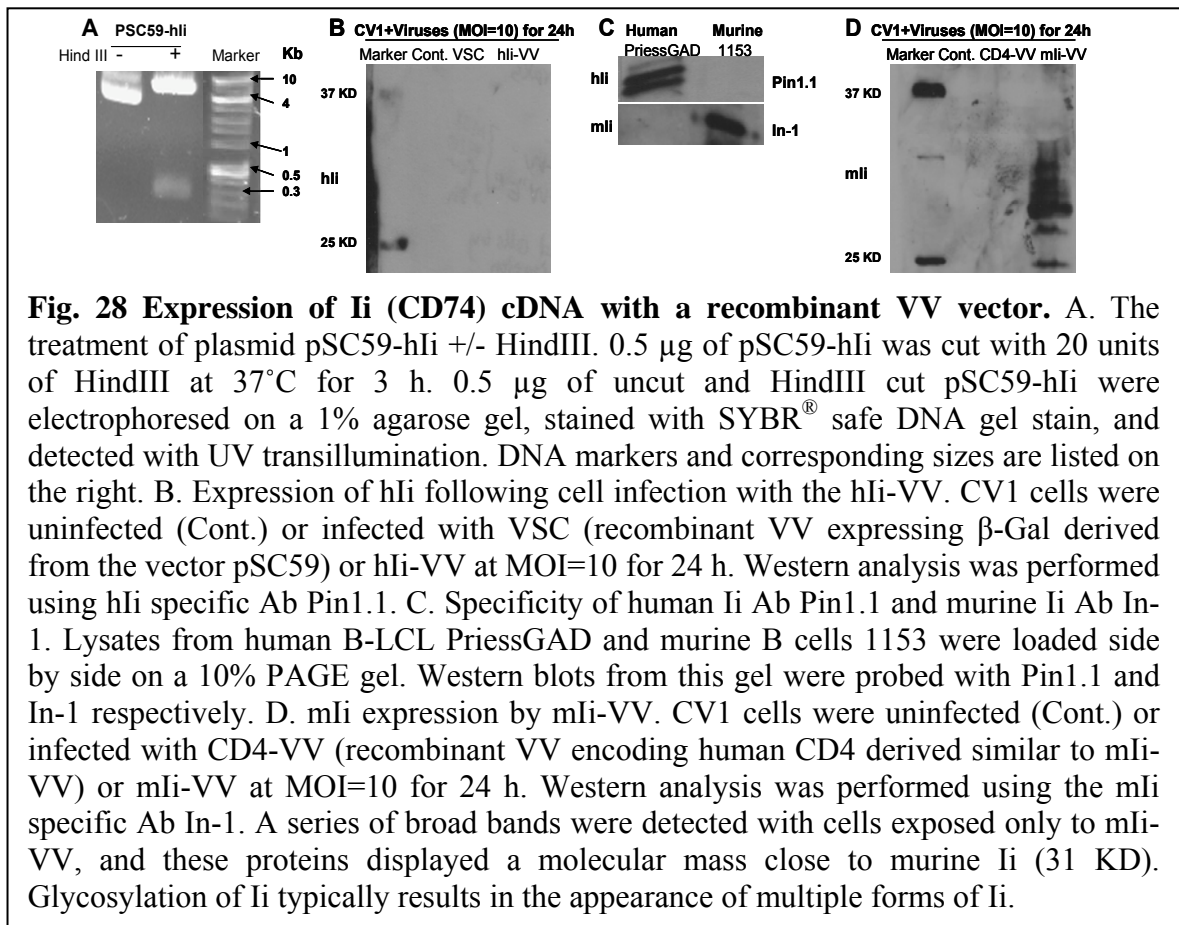 A
PSC59-hIi
Hind III - + Marker
Kb
10
4
1
0.5
0.3
B
CV1+Viruses (MOI=10) for 24h
Marker Cont. VSC hIi-VV
37 KD
hIi
25 KD
C
Human Murine
PriessGAD 1153
hIi Pin1.1
mIi In-1
D
CV1+Viruses (MOI=10) for 24h
Marker Cont. CD4-VV mIi-VV
37 KD
mIi
25 KD
Fig. 28 Expression of Ii (CD74) cDNA with a recombinant VV vector. A. The
treatment of plasmid pSC59-hIi +/- HindIII. 0.5 µg of pSC59-hIi was cut with 20 units
of HindIII at 37˚C for 3 h. 0.5 µg of uncut and HindIII cut pSC59-hIi were
electrophoresed on a 1% agarose gel, stained with SYBR® safe DNA gel stain, and
detected with UV transillumination. DNA markers and corresponding sizes are listed on
the right. B. Expression of hIi following cell infection with the hIi-VV. CV1 cells were
uninfected (Cont.) or infected with VSC (recombinant VV expressing β-Gal derived
from the vector pSC59) or hIi-VV at MOI=10 for 24 h. Western analysis was performed
using hIi specific Ab Pin1.1. C. Specificity of human Ii Ab Pin1.1 and murine Ii Ab In-
1. Lysates from human B-LCL PriessGAD and murine B cells 1153 were loaded side
by side on a 10% PAGE gel. Western blots from this gel were probed with Pin1.1 and
In-1 respectively. D. mIi expression by mIi-VV. CV1 cells were uninfected (Cont.) or
infected with CD4-VV (recombinant VV encoding human CD4 derived similar to mIi-
VV) or mIi-VV at MOI=10 for 24 h. Western analysis was performed using the mIi
specific Ab In-1. A series of broad bands were detected with cells exposed only to mIi-
VV, and these proteins displayed a molecular mass close to murine Ii (31 KD).
Glycosylation of Ii typically results in the appearance of multiple forms of Ii.